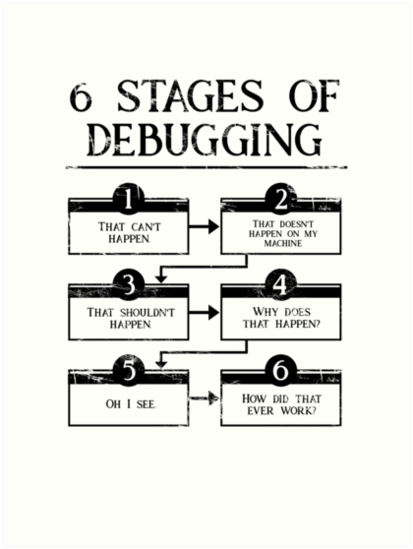 6 STAGES OF
DEBUGGING
1
THAT CAN'T
HAPPEN.
2
THAT DOESN'T
HAPPEN ON MY
MACHINE
3
THAT SHOULDN'T
HAPPEN.
4
WHY DOES
THAT HAPPEN?
5
OH I SEE.
6
HOW DID THAT
EVER WORK?